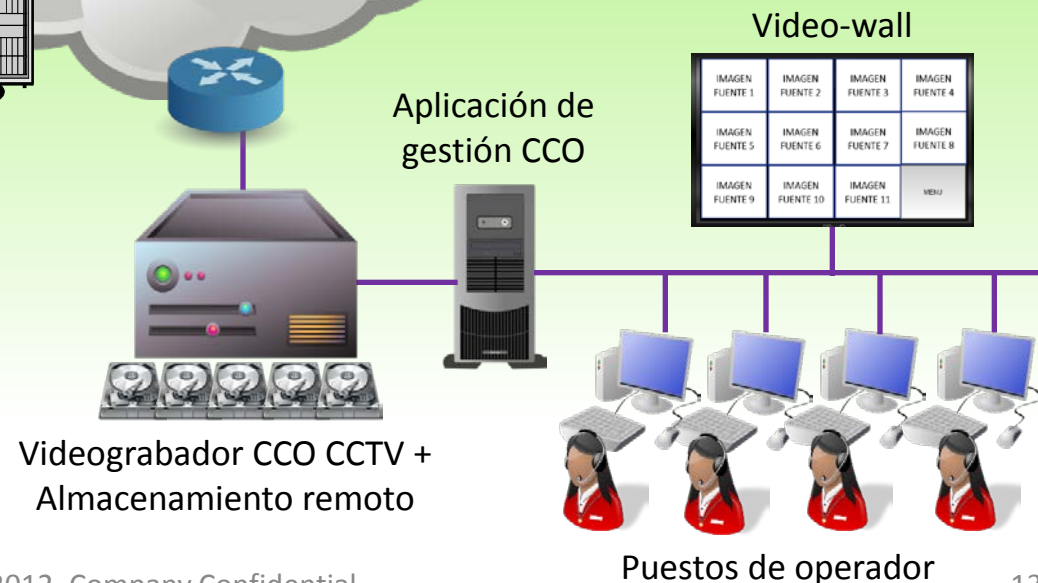 Video-wall
IMAGEN FUENTE 1
IMAGEN FUENTE 2
IMAGEN FUENTE 3
IMAGEN FUENTE 4
IMAGEN FUENTE 5
IMAGEN FUENTE 6
IMAGEN FUENTE 7
IMAGEN FUENTE 8
IMAGEN FUENTE 9
IMAGEN FUENTE 10
IMAGEN FUENTE 11
MENU
Aplicación de
gestión CCO
Videograbador CCO CCTV +
Almacenamiento remoto
Puestos de operador
2012. Company Confidential